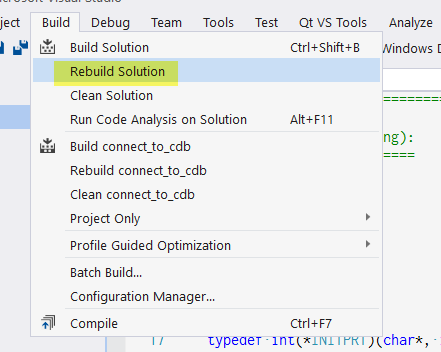 Microsoft Visual Studio
ject Build Debug Team Tools Test Qt VS Tools Analyze
Build Solution Ctrl+Shift+B
Windows D
Rebuild Solution
Clean Solution
Run Code Analysis on Solution Alt+F11
ng):
Build connect_to_cdb
Rebuild connect_to_cdb
Clean connect_to_cdb
Project Only
Profile Guided Optimization
Batch Build...
Configuration Manager...
Compile Ctrl+F7
17 typedef int(*INITPRT)(char*,